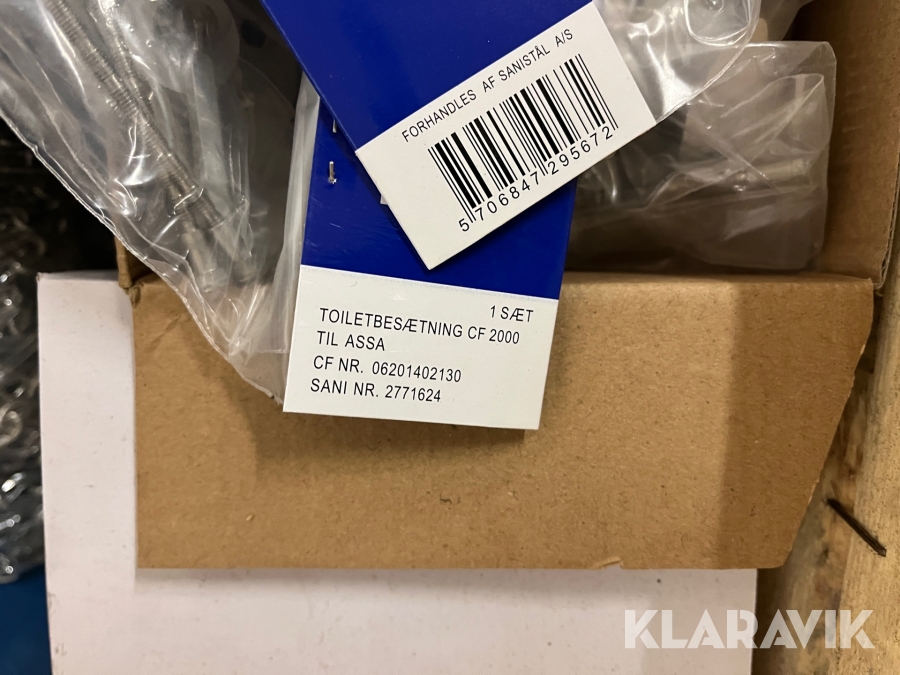 FORHANDLES AF SANISTÅL A/S
5 706847 295672
1 SÆT
TOILETBESÆTNING CF 2000
TIL ASSA
CF NR. 06201402130
SANI NR. 2771624
KLARAVIK